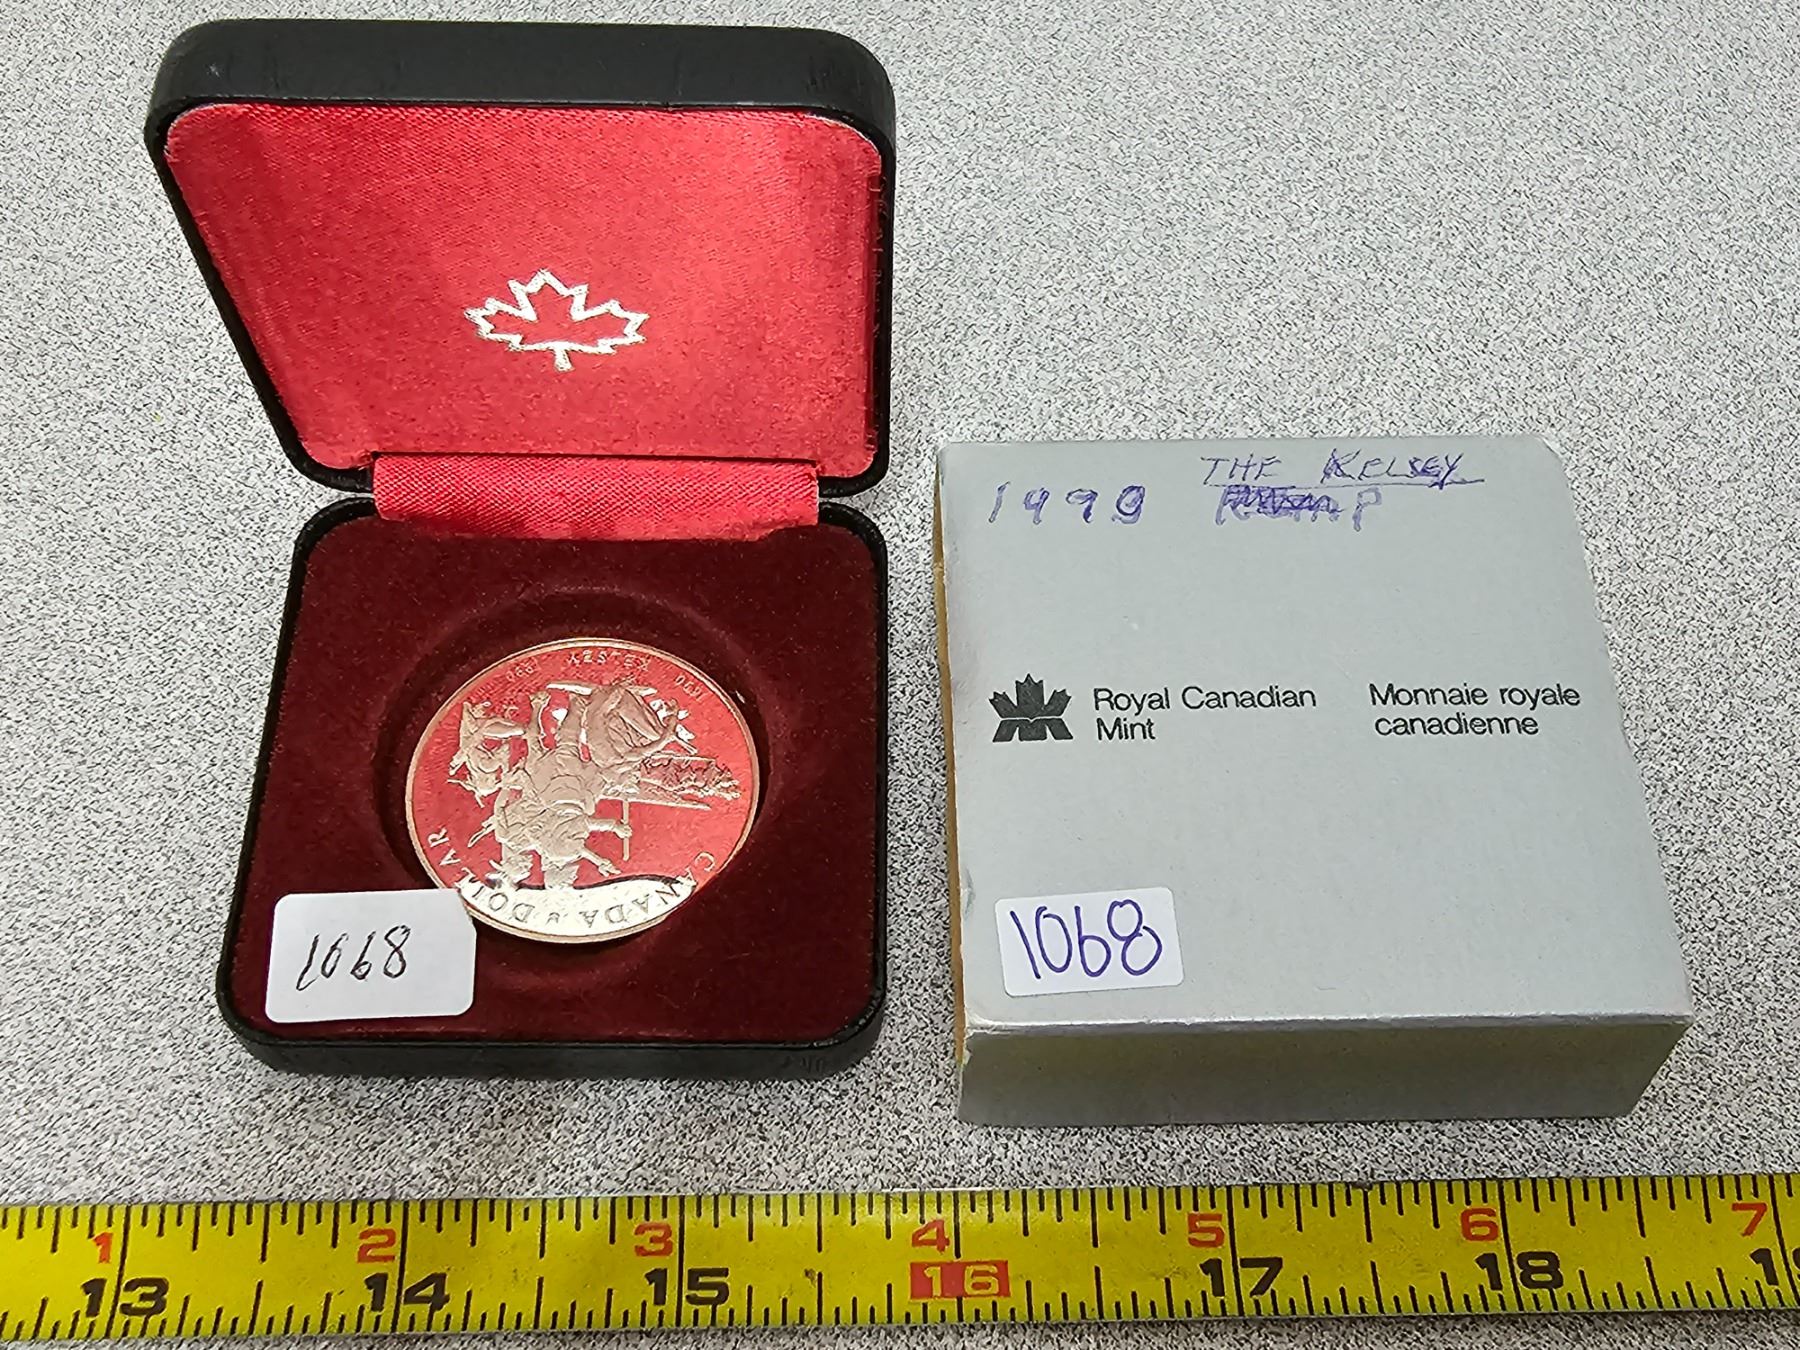 THE KELSEY
1990
Royal Canadian Mint
Monnaie royale canadienne
1068
1068
KELSEY
CANADA DOLLAR
1 2 3 4 5 6 7
13 14 15 16 17 18